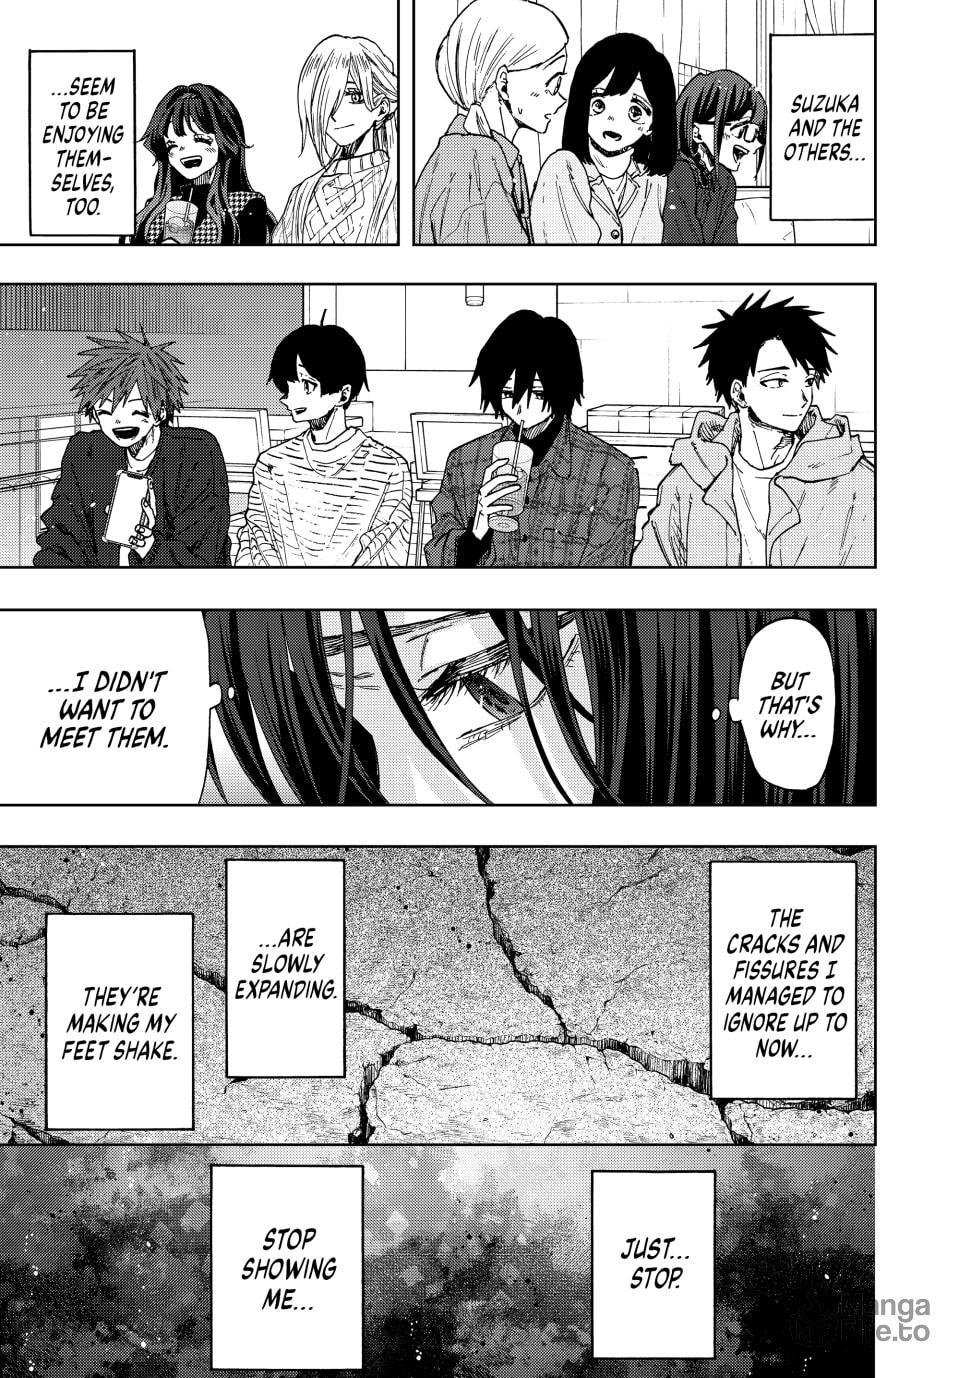 SUZUKA
AND THE
OTHERS...
...SEEM
TO BE
ENJOYING
THEM-
SELVES,
TOO.
BUT
THAT'S
WHY...
...I DIDN'T
WANT TO
MEET THEM.
THE
CRACKS AND
FISSURES I
MANAGED TO
IGNORE UP TO
NOW...
...ARE
SLOWLY
EXPANDING.
THEY'RE
MAKING MY
FEET SHAKE.
JUST...
STOP.
STOP
SHOWING
ME...
Manga
Fire.to